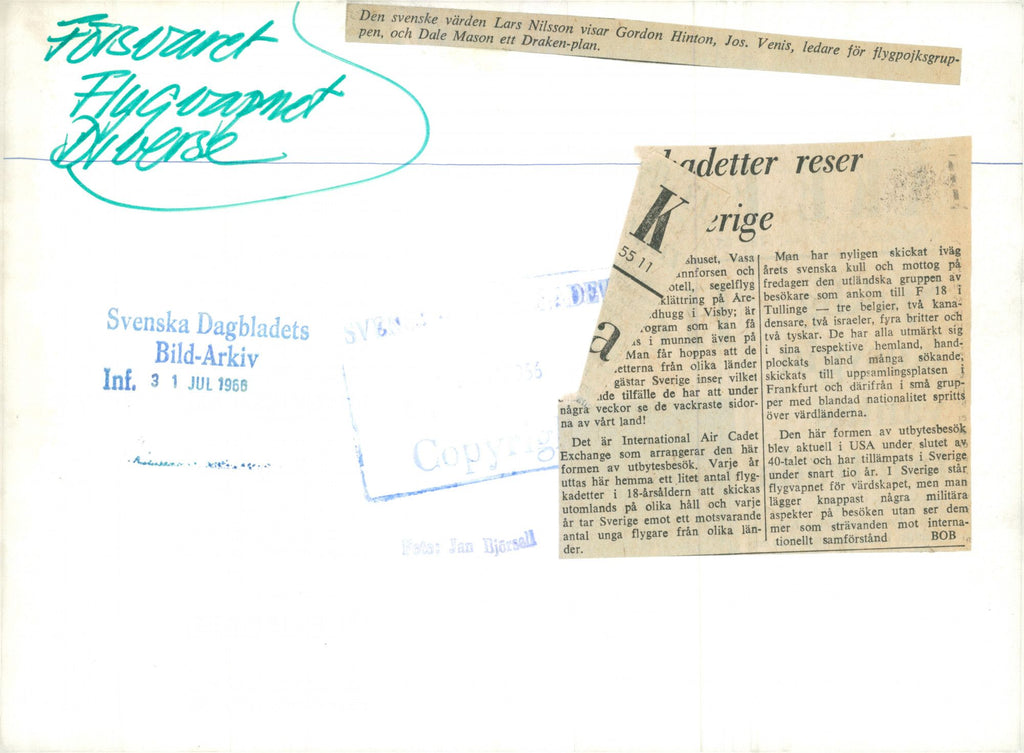 Försvaret
Flygvapnet
Diverse
Den svenske värden Lars Nilsson visar Gordon Hinton, Jos. Venis, ledare för flygpojksgrup-
pen, och Dale Mason ett Draken-plan.
kadetter reser
erige
K
55 11
a
shuset, Vasa
nnforsen och
otell, segelflyg
klättring på Åre-
dhugg i Visby; är
rogram som kan få
as i munnen även på
Man får hoppas att de
etterna från olika länder
gästar Sverige inser vilket
de tillfälle de har att under
några veckor se de vackraste sidor-
na av vårt land!
Det är International Air Cadet
Exchange som arrangerar den här
formen av utbytesbesök. Varje år
uttas här hemma ett litet antal flyg-
kadetter i 18-årsåldern att skickas
utomlands på olika håll och varje
år tar Sverige emot ett motsvarande
antal unga flygare från olika län-
der.
Man har nyligen skickat iväg
årets svenska kull och mottog på
fredagen den utländska gruppen av
besökare som ankom till F 18 i
Tullinge — tre belgier, två kana-
densare, två israeler, fyra britter och
två tyskar. De har alla utmärkt sig
i sina respektive hemland, hand-
plockats bland många sökande,
skickats till uppsamlingsplatsen i
Frankfurt och därifrån i små grup-
per med blandad nationalitet spritts
över värdländerna.
Den här formen av utbytesbesök
blev aktuell i USA under slutet av
40-talet och har tillämpats i Sverige
under snart tio år. I Sverige står
flygvapnet för värdskapet, men man
lägger knappast några militära
aspekter på besöken utan ser dem
mer som strävanden mot interna-
tionellt samförstånd BOB
Svenska Dagbladets
Bild-Arkiv
Inf. 31 JUL 1966
Copyrig
Foto: Jan Björsell